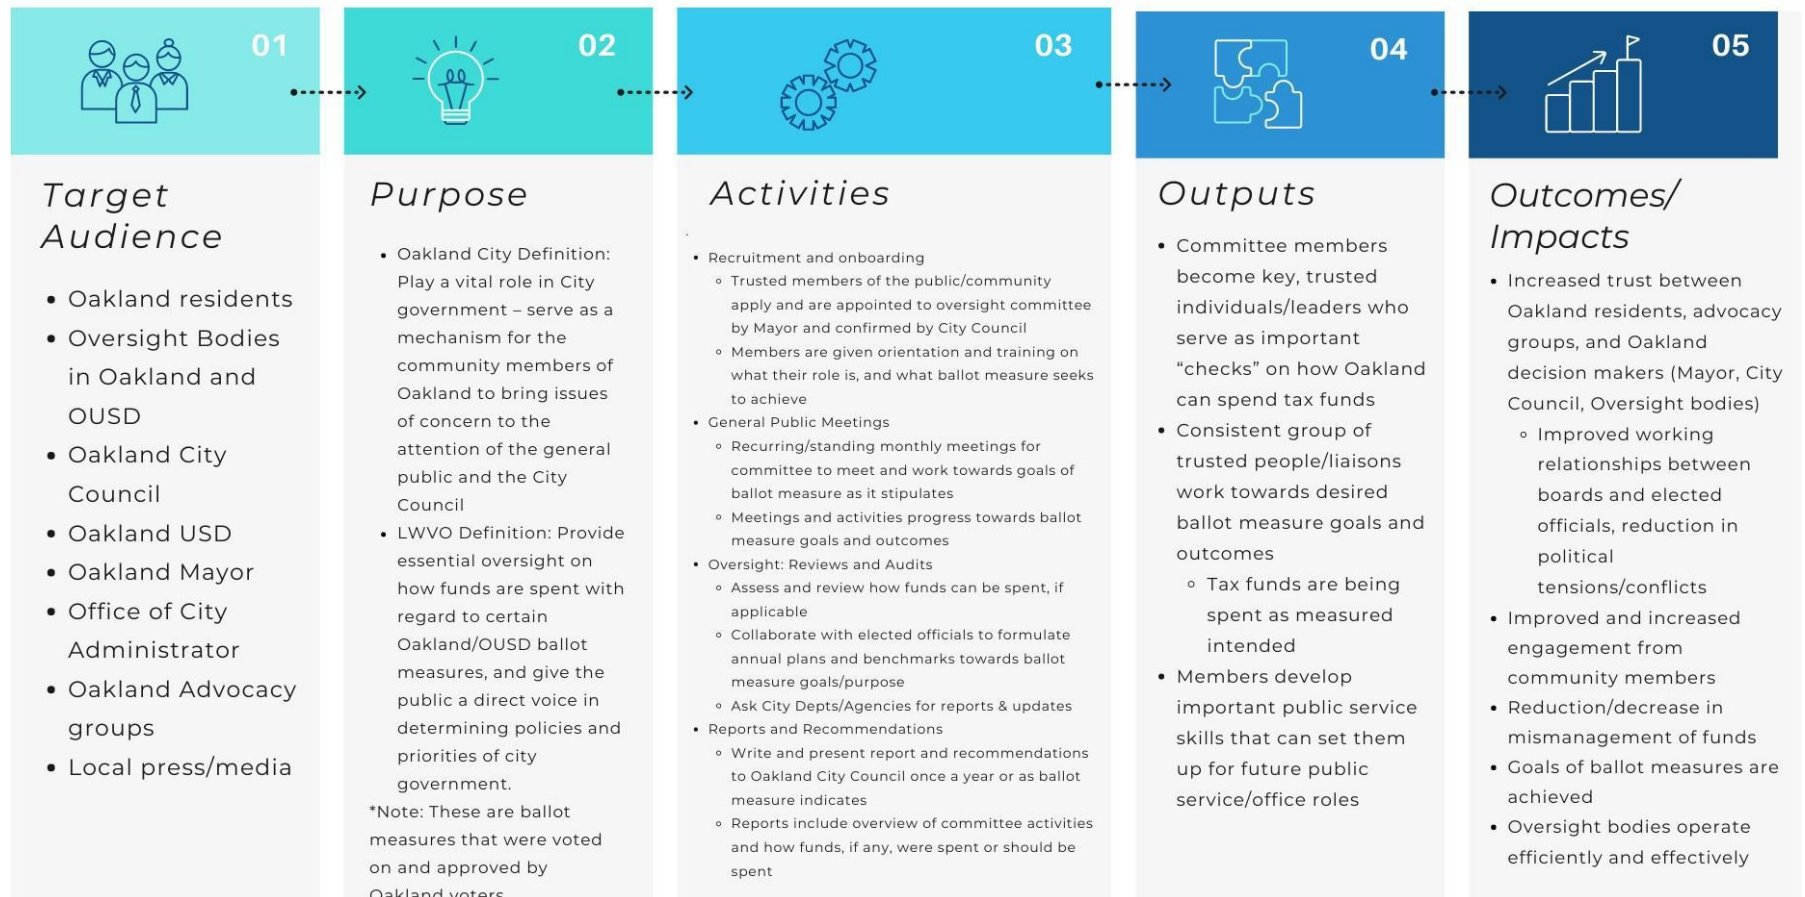 01
Target
Audience
• Oakland residents
• Oversight Bodies
in Oakland and
OUSD
• Oakland City
Council
• Oakland USD
• Oakland Mayor
• Office of City
Administrator
• Oakland Advocacy
groups
• Local press/media
02
Purpose
• Oakland City Definition:
Play a vital role in City
government – serve as a
mechanism for the
community members of
Oakland to bring issues
of concern to the
attention of the general
public and the City
Council
• LWVO Definition: Provide
essential oversight on
how funds are spent with
regard to certain
Oakland/OUSD ballot
measures, and give the
public a direct voice in
determining policies and
priorities of city
government.
*Note: These are ballot
measures that were voted
on and approved by
Oakland voters
03
Activities
.
• Recruitment and onboarding
◦ Trusted members of the public/community
apply and are appointed to oversight committee
by Mayor and confirmed by City Council
◦ Members are given orientation and training on
what their role is, and what ballot measure seeks
to achieve
• General Public Meetings
◦ Recurring/standing monthly meetings for
committee to meet and work towards goals of
ballot measure as it stipulates
◦ Meetings and activities progress towards ballot
measure goals and outcomes
• Oversight: Reviews and Audits
◦ Assess and review how funds can be spent, if
applicable
◦ Collaborate with elected officials to formulate
annual plans and benchmarks towards ballot
measure goals/purpose
◦ Ask City Depts/Agencies for reports & updates
• Reports and Recommendations
◦ Write and present report and recommendations
to Oakland City Council once a year or as ballot
measure indicates
◦ Reports include overview of committee activities
and how funds, if any, were spent or should be
spent
04
Outputs
• Committee members
become key, trusted
individuals/leaders who
serve as important
“checks” on how Oakland
can spend tax funds
• Consistent group of
trusted people/liaisons
work towards desired
ballot measure goals and
outcomes
◦ Tax funds are being
spent as measured
intended
• Members develop
important public service
skills that can set them
up for future public
service/office roles
05
Outcomes/
Impacts
• Increased trust between
Oakland residents, advocacy
groups, and Oakland
decision makers (Mayor, City
Council, Oversight bodies)
◦ Improved working
relationships between
boards and elected
officials, reduction in
political
tensions/conflicts
• Improved and increased
engagement from
community members
• Reduction/decrease in
mismanagement of funds
• Goals of ballot measures are
achieved
• Oversight bodies operate
efficiently and effectively